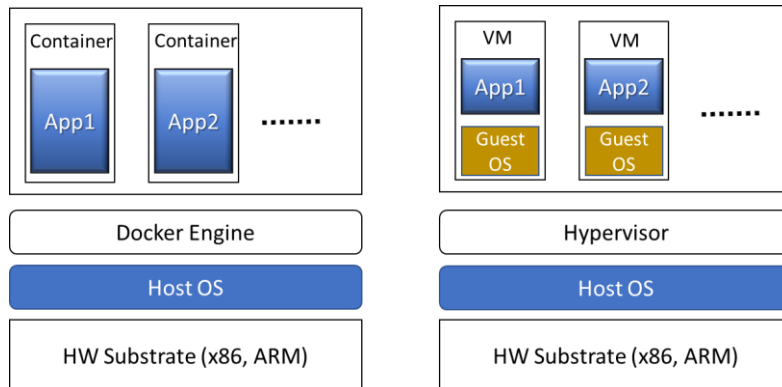 Container
App1
Container
App2
.......
Docker Engine
Host OS
HW Substrate (x86, ARM)
VM
App1
Guest
OS
VM
App2
Guest
OS
.......
Hypervisor
Host OS
HW Substrate (x86, ARM)